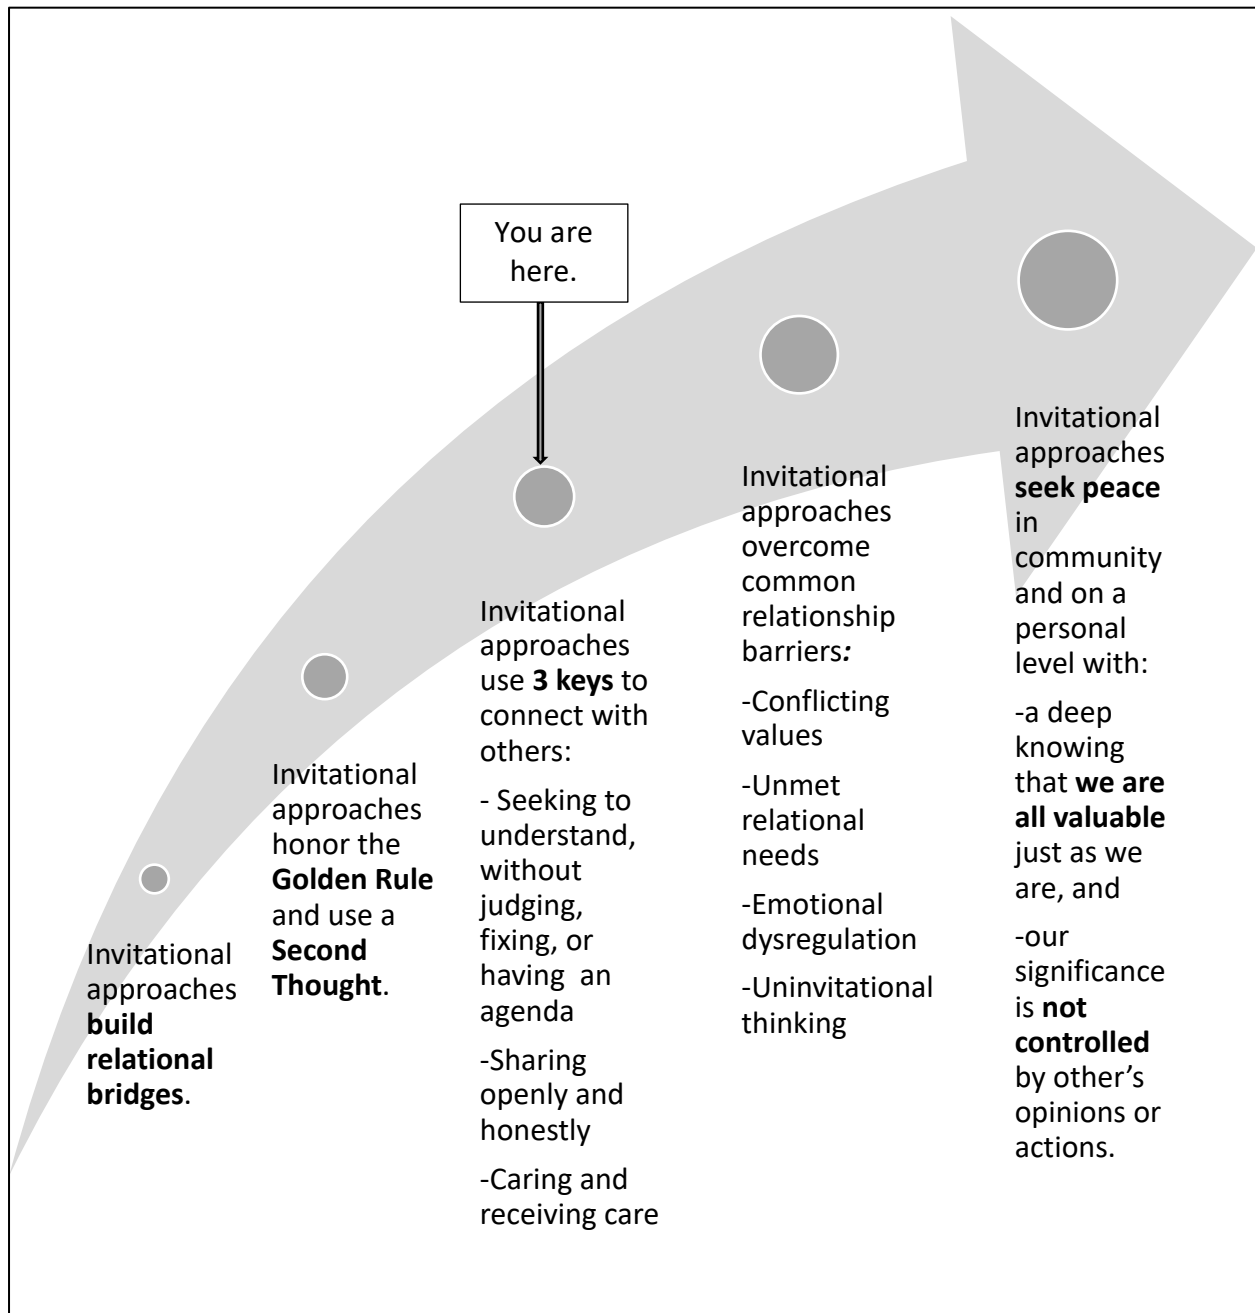 You are
here.
Invitational
approaches
build
relational
bridges.
Invitational
approaches
honor the
Golden Rule
and use a
Second
Thought.
Invitational
approaches
use 3 keys to
connect with
others:
- Seeking to
understand,
without
judging,
fixing, or
having  an
agenda
-Sharing
openly and
honestly
-Caring and
receiving care
Invitational
approaches
overcome
common
relationship
barriers:
-Conflicting
values
-Unmet
relational
needs
-Emotional
dysregulation
-Uninvitational
thinking
Invitational
approaches
seek peace
in
community
and on a
personal
level with:
-a deep
knowing
that we are
all valuable
just as we
are, and
-our
significance
is not
controlled
by other’s
opinions or
actions.